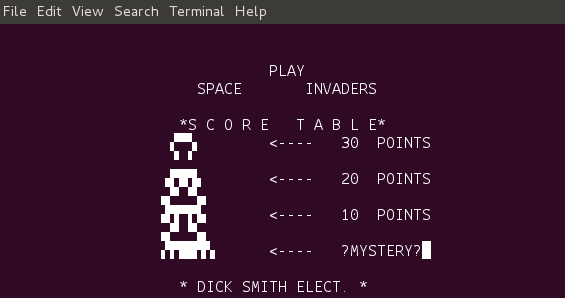 File Edit View Search Terminal Help
PLAY
SPACE INVADERS
*S C O R E T A B L E*
<---- 30 POINTS
<---- 20 POINTS
<---- 10 POINTS
<---- ?MYSTERY?
* DICK SMITH ELECT. *